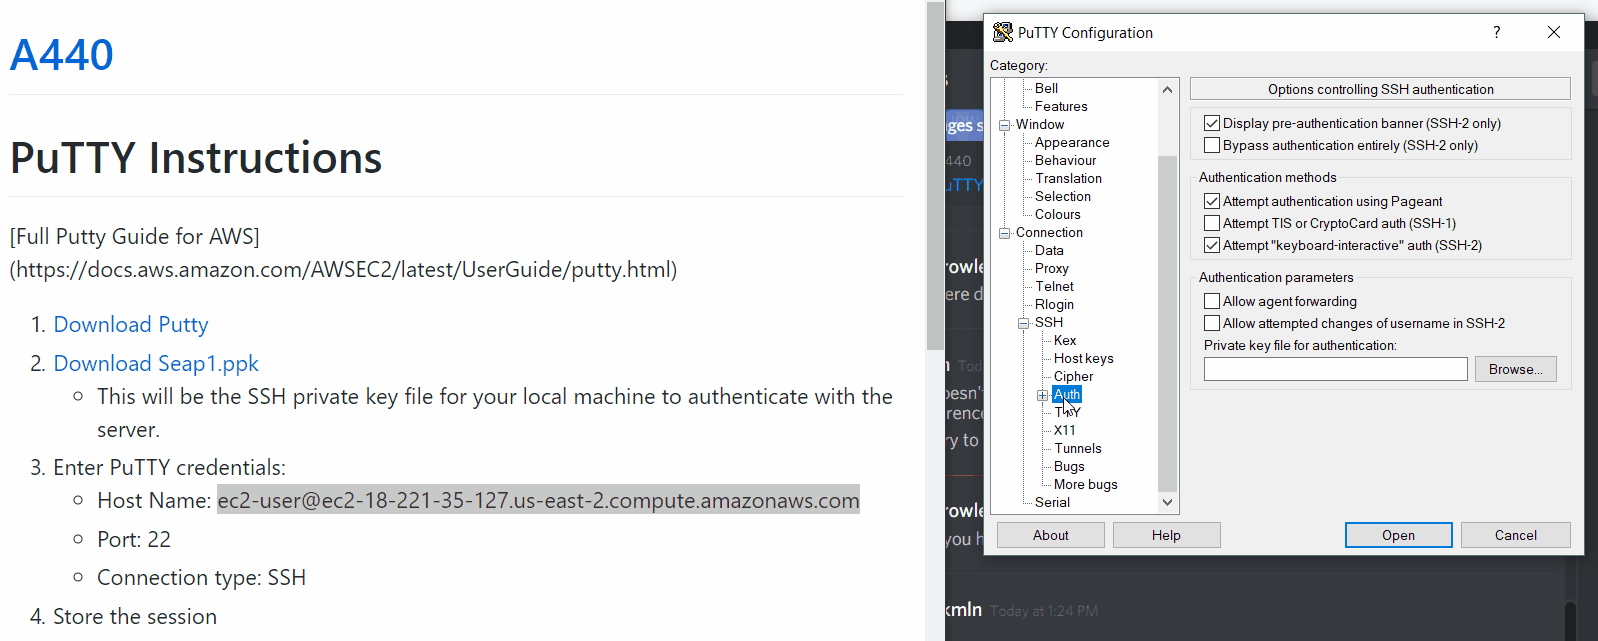 A440
PuTTY Instructions
[Full Putty Guide for AWS]
(https://docs.aws.amazon.com/AWSEC2/latest/UserGuide/putty.html)
1. Download Putty
2. Download Seap1.ppk
This will be the SSH private key file for your local machine to authenticate with the
server.
3. Enter PuTTY credentials:
Host Name: ec2-user@ec2-18-221-35-127.us-east-2.compute.amazonaws.com
Port: 22
Connection type: SSH
4. Store the session
PuTTY Configuration
?
Category:
Bell
Features
Window
Appearance
Behaviour
Translation
Selection
Colours
Connection
Data
Proxy
Telnet
Rlogin
SSH
Kex
Host keys
Cipher
Auth
TTY
X11
Tunnels
Bugs
More bugs
Serial
Options controlling SSH authentication
Display pre-authentication banner (SSH-2 only)
Bypass authentication entirely (SSH-2 only)
Authentication methods
Attempt authentication using Pageant
Attempt TIS or CryptoCard auth (SSH-1)
Attempt "keyboard-interactive" auth (SSH-2)
Authentication parameters
Allow agent forwarding
Allow attempted changes of username in SSH-2
Private key file for authentication:
Browse...
About
Help
Open
Cancel
ges s
440
uTTY
rowle
ere d
Tod
oesn'
rence
ry to
rowle
you h
kmln Today at 1:24 PM